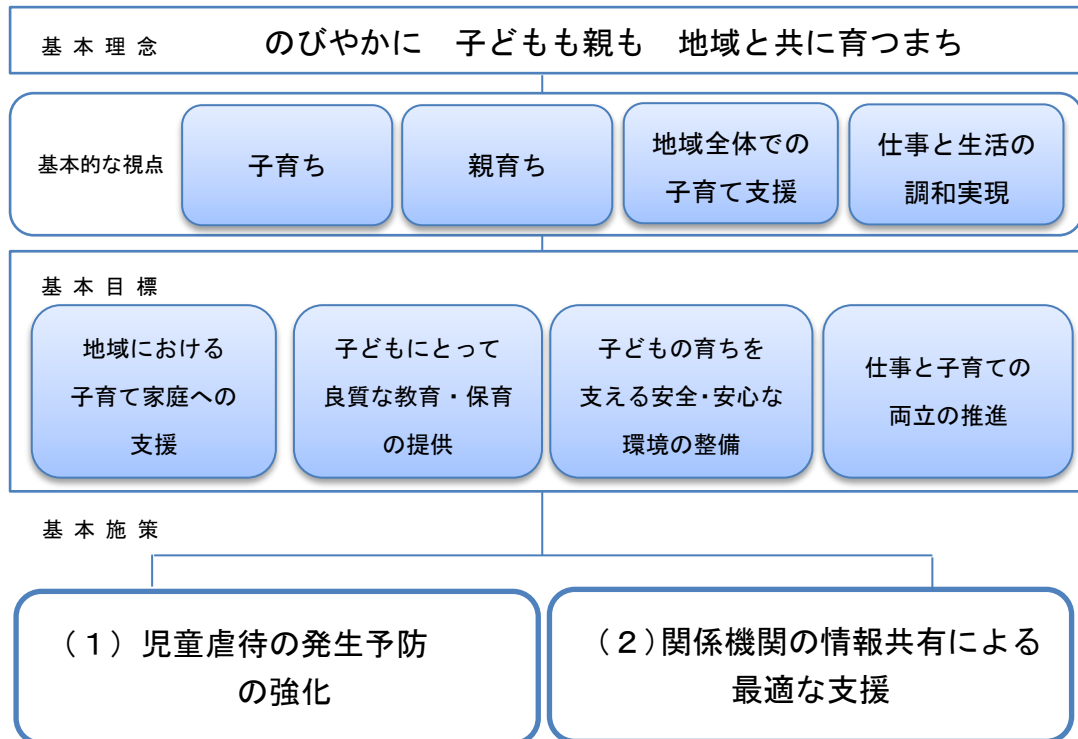 基本理念 のびやかに 子どもも親も 地域と共に育つまち
基本的な視点
子育ち
親育ち
地域全体での
子育て支援
仕事と生活の
調和実現
基本目標
地域における
子育て家庭への
支援
子どもにとって
良質な教育・保育
の提供
子どもの育ちを
支える安全・安心な
環境の整備
仕事と子育ての
両立の推進
基本施策
（１）児童虐待の発生予防
の強化
（２）関係機関の情報共有による
最適な支援